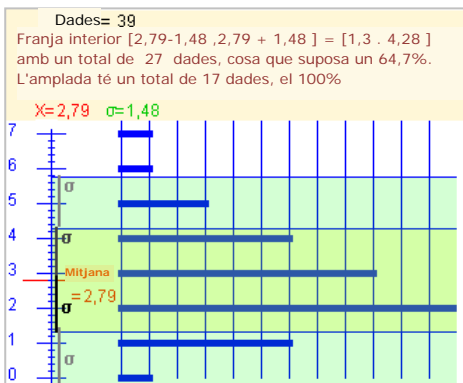 Dades= 39
Franja interior [2,79-1,48 ,2,79 + 1,48 ] = [1,3 . 4,28 ]
amb un total de 27 dades, cosa que suposa un 64,7%.
L'amplada té un total de 17 dades, el 100%
X=2,79 σ=1,48
7
6
σ
5
4
σ
Mitjana
3
=2,79
2
σ
1
σ
0